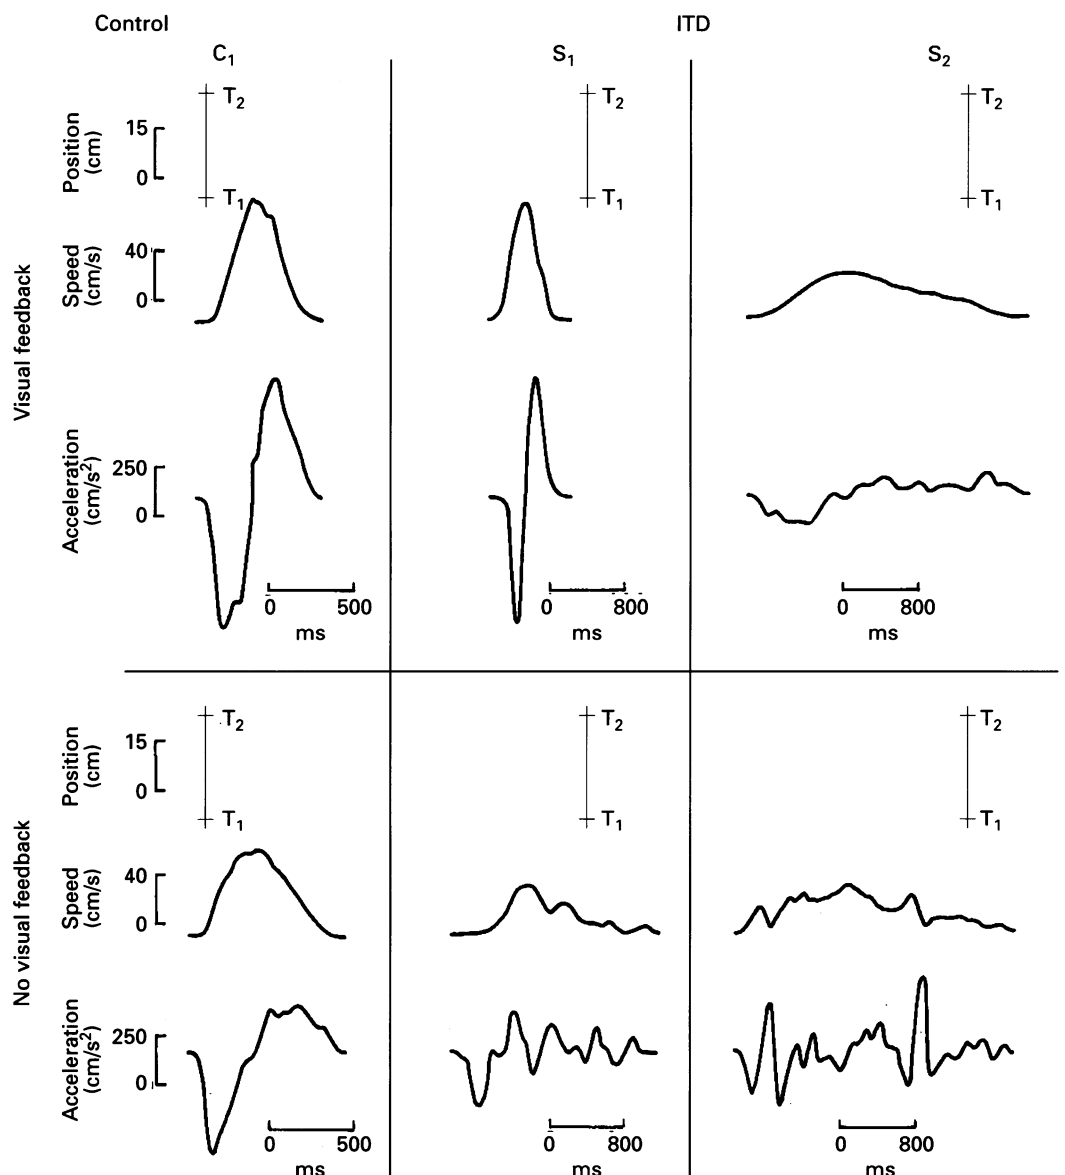 Control ITD
C1 S1 S2
Visual feedback
Position
(cm)
15
0
T2 T2 T2
T1 T1 T1
Speed
(cm/s)
40
0
Acceleration
(cm/s2)
250
0
0 500 0 800 0 800
ms ms ms
No visual feedback
Position
(cm)
15
0
T2 T2 T2
T1 T1 T1
Speed
(cm/s)
40
0
Acceleration
(cm/s2)
250
0
0 500 0 800 0 800
ms ms ms